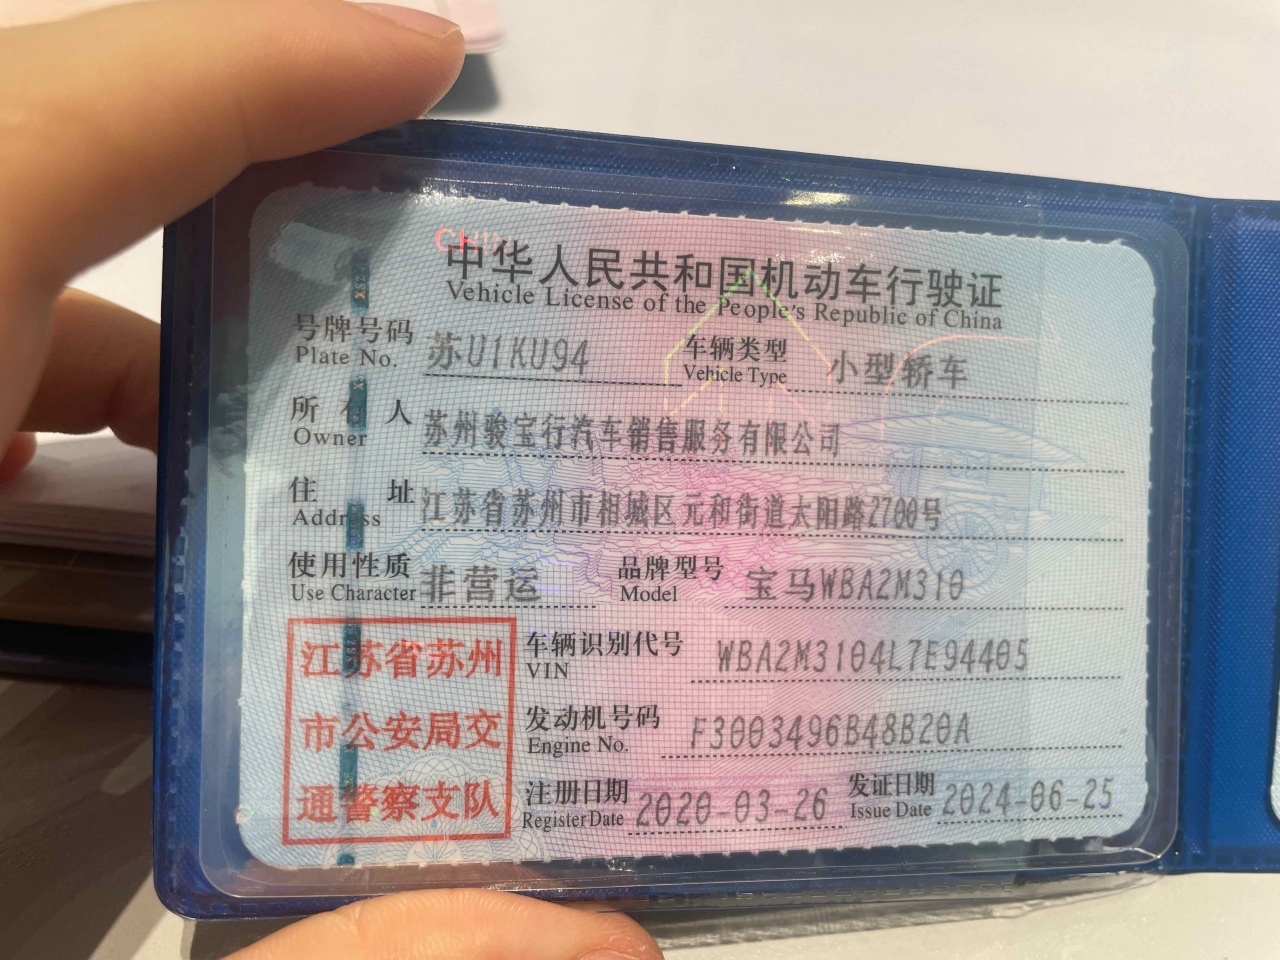 中华人民共和国机动车行驶证
Vehicle License of the People's Republic of China
号牌号码 苏U1KU94 车辆类型 小型轿车
Plate No. Vehicle Type
所有人 苏州骏宝行汽车销售服务有限公司
Owner
住址 江苏省苏州市相城区元和街道太阳路2700号
Address
使用性质 非营运 品牌型号 宝马WBA2M310
Use Character Model
车辆识别代号 WBA2M3104L7E94405
VIN
发动机号码 F3003496B48B20A
Engine No.
注册日期 2020-03-26 发证日期 2024-06-25
Register Date Issue Date
江苏省苏州
市公安局交
通警察支队